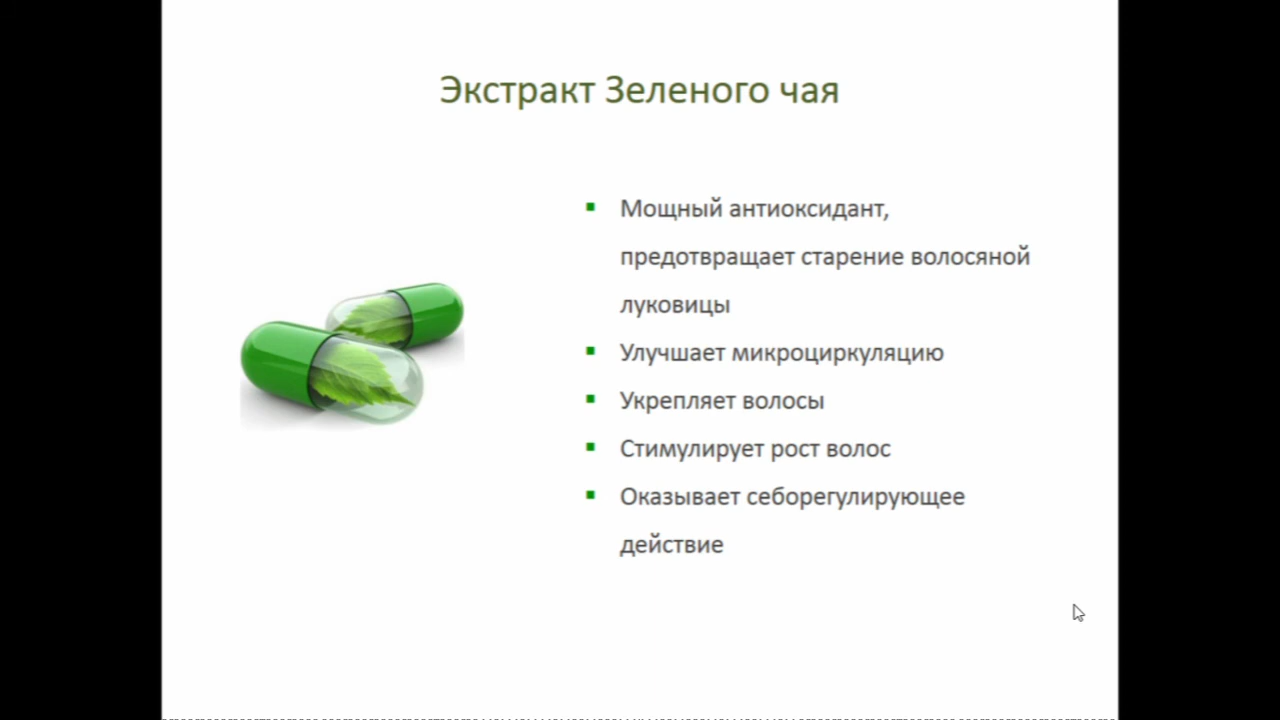 Экстракт Зеленого чая
Мощный антиоксидант,
предотвращает старение волосяной
луковицы
Улучшает микроциркуляцию
Укрепляет волосы
Стимулирует рост волос
Оказывает себорегулирующее
действие